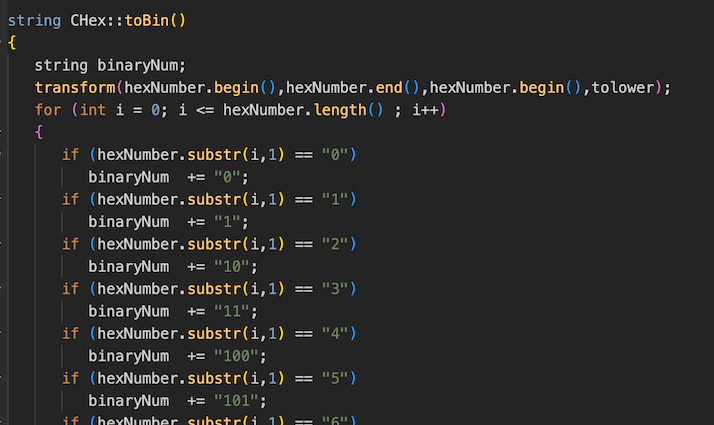 string CHex::toBin()
{
string binaryNum;
transform(hexNumber.begin(),hexNumber.end(),hexNumber.begin(),tolower);
for (int i = 0; i <= hexNumber.length() ; i++)
{
if (hexNumber.substr(i,1) == "0")
binaryNum  += "0";
if (hexNumber.substr(i,1) == "1")
binaryNum  += "1";
if (hexNumber.substr(i,1) == "2")
binaryNum  += "10";
if (hexNumber.substr(i,1) == "3")
binaryNum  += "11";
if (hexNumber.substr(i,1) == "4")
binaryNum  += "100";
if (hexNumber.substr(i,1) == "5")
binaryNum  += "101";
if (hexNumber.substr(i,1) == "6")